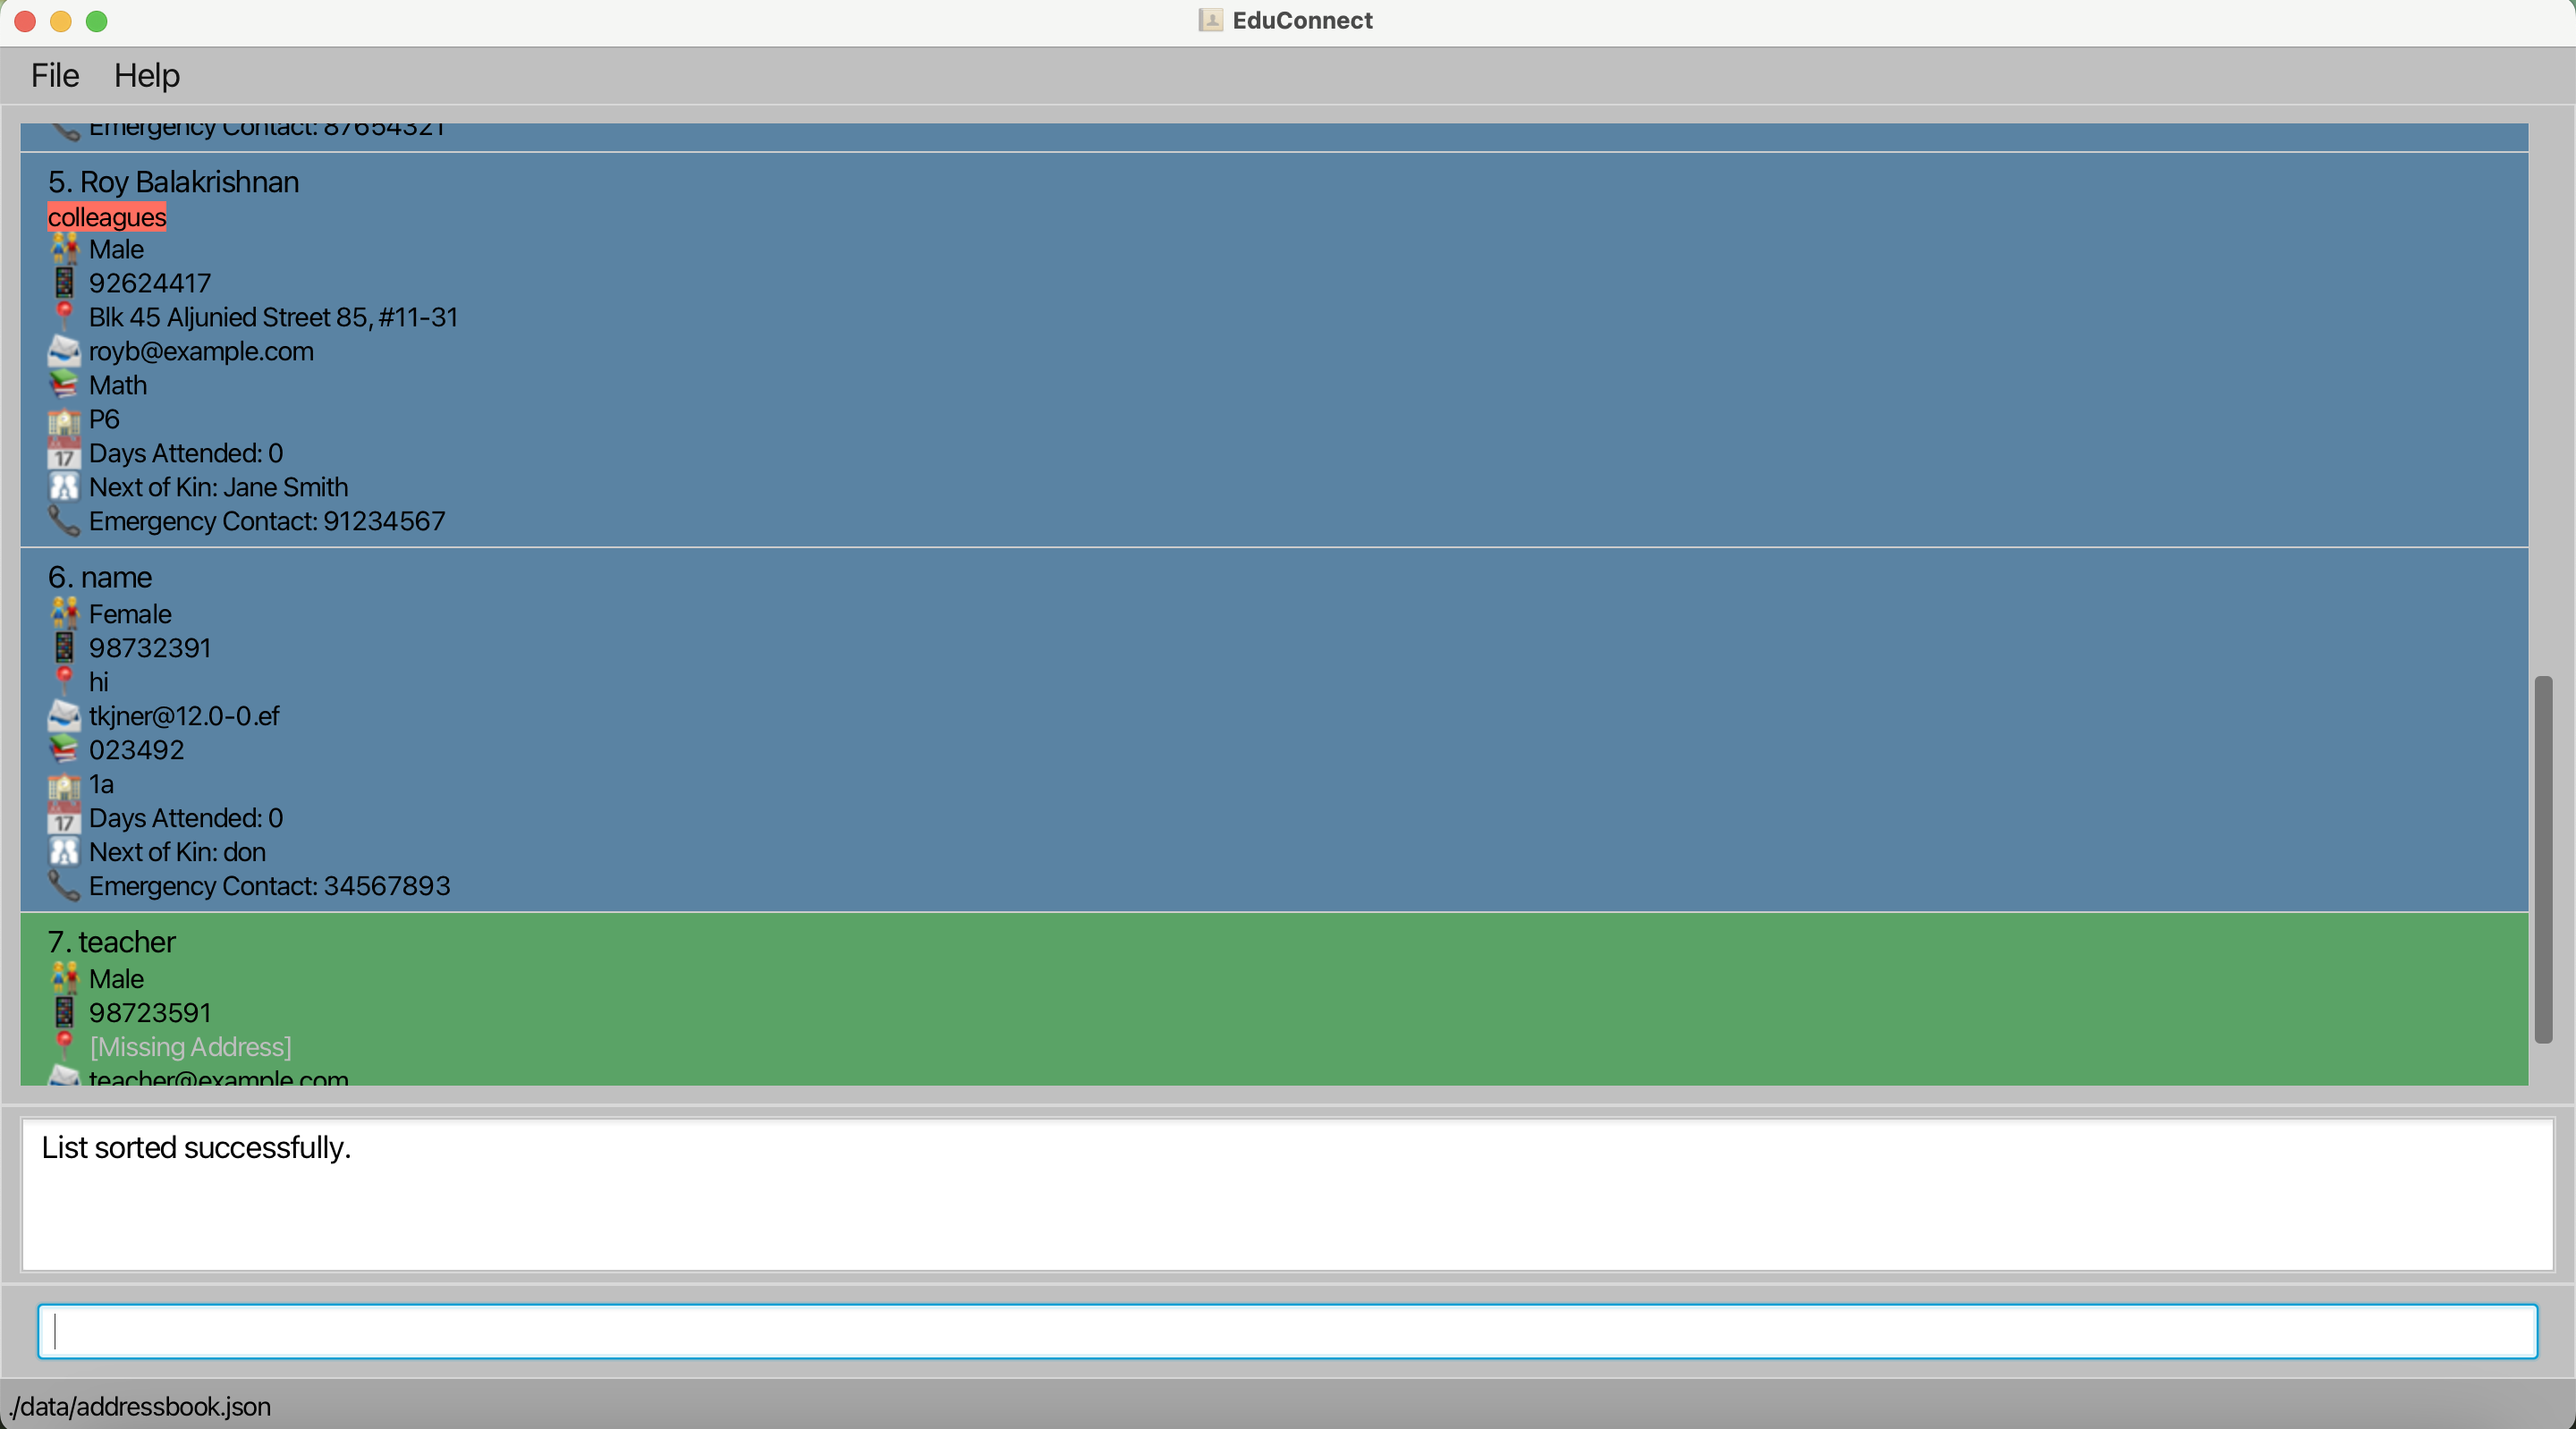 EduConnect
File Help
Emergency Contact: 87654321
5. Roy Balakrishnan
colleagues
Male
92624417
Blk 45 Aljunied Street 85, #11-31
royb@example.com
Math
P6
17 Days Attended: 0
Next of Kin: Jane Smith
Emergency Contact: 91234567
6. name
Female
98732391
hi
tkjner@12.0-0.ef
023492
1a
17 Days Attended: 0
Next of Kin: don
Emergency Contact: 34567893
7. teacher
Male
98723591
[Missing Address]
teacher@example.com
List sorted successfully.
./data/addressbook.json